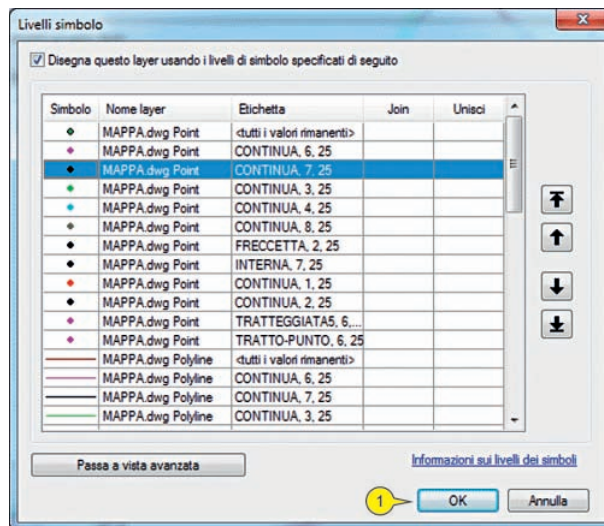 Livelli simbolo
Disegna questo layer usando i livelli di simbolo specificati di seguito
Simbolo Nome layer Etichetta Join Unisci
MAPPA.dwg Point <tutti i valori rimanenti>
MAPPA.dwg Point CONTINUA, 6, 25
MAPPA.dwg Point CONTINUA, 7, 25
MAPPA.dwg Point CONTINUA, 3, 25
MAPPA.dwg Point CONTINUA, 4, 25
MAPPA.dwg Point CONTINUA, 8, 25
MAPPA.dwg Point FRECCETTA, 2, 25
MAPPA.dwg Point INTERNA, 7, 25
MAPPA.dwg Point CONTINUA, 1, 25
MAPPA.dwg Point CONTINUA, 2, 25
MAPPA.dwg Point TRATTEGGIATA5, 6,...
MAPPA.dwg Point TRATTO-PUNTO, 6, 25
MAPPA.dwg Polyline <tutti i valori rimanenti>
MAPPA.dwg Polyline CONTINUA, 6, 25
MAPPA.dwg Polyline CONTINUA, 7, 25
MAPPA.dwg Polyline CONTINUA, 3, 25
Passa a vista avanzata
Informazioni sui livelli dei simboli
1 OK Annulla